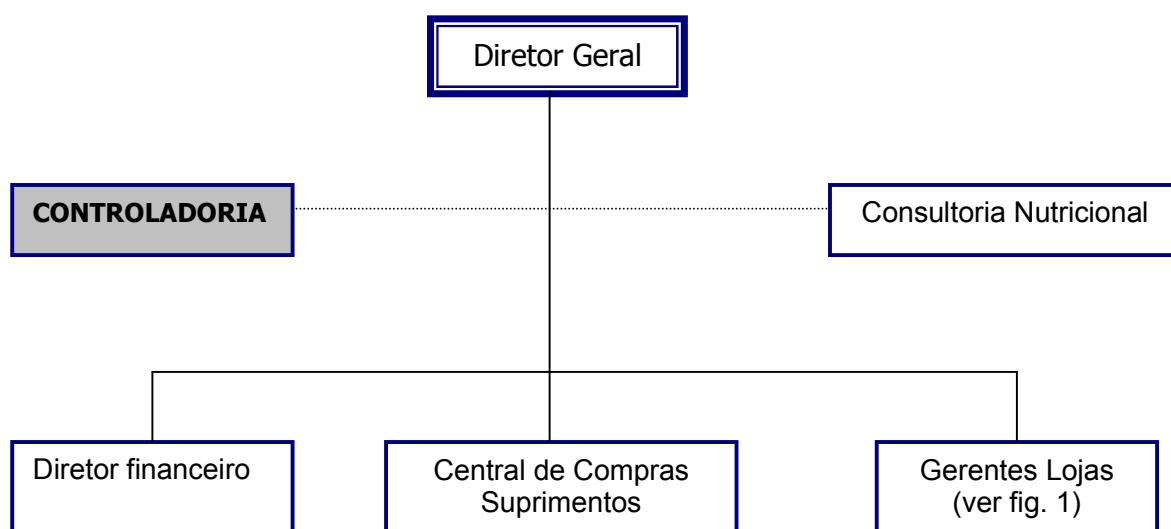 Diretor Geral
CONTROLADORIA
Consultoria Nutricional
Diretor financeiro
Central de Compras
Suprimentos
Gerentes Lojas
(ver fig. 1)